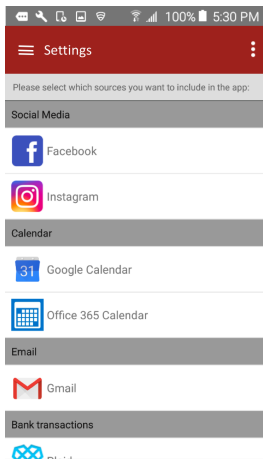 100% 5:30 PM
Settings
Please select which sources you want to include in the app:
Social Media
Facebook
Instagram
Calendar
31 Google Calendar
Office 365 Calendar
Email
Gmail
Bank transactions